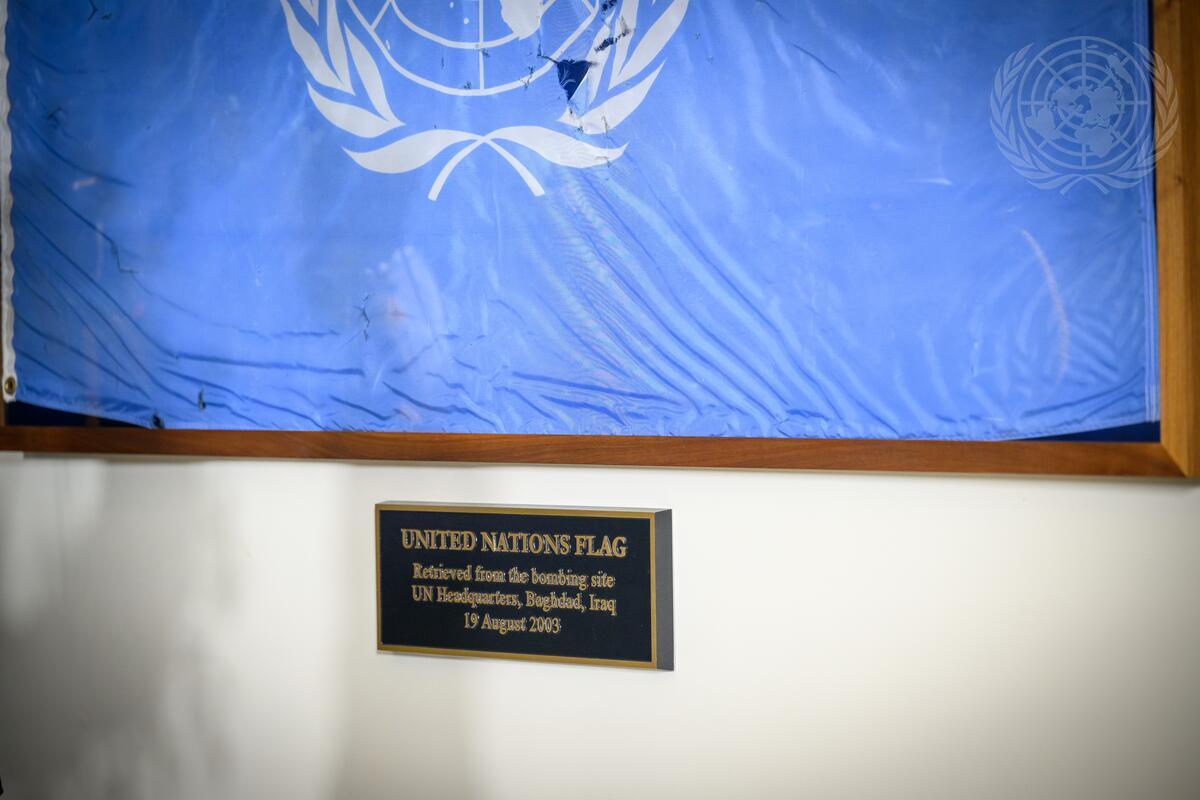 UNITED NATIONS FLAG
Retrieved from the bombing site
UN Headquarters, Baghdad, Iraq
19 August 2003